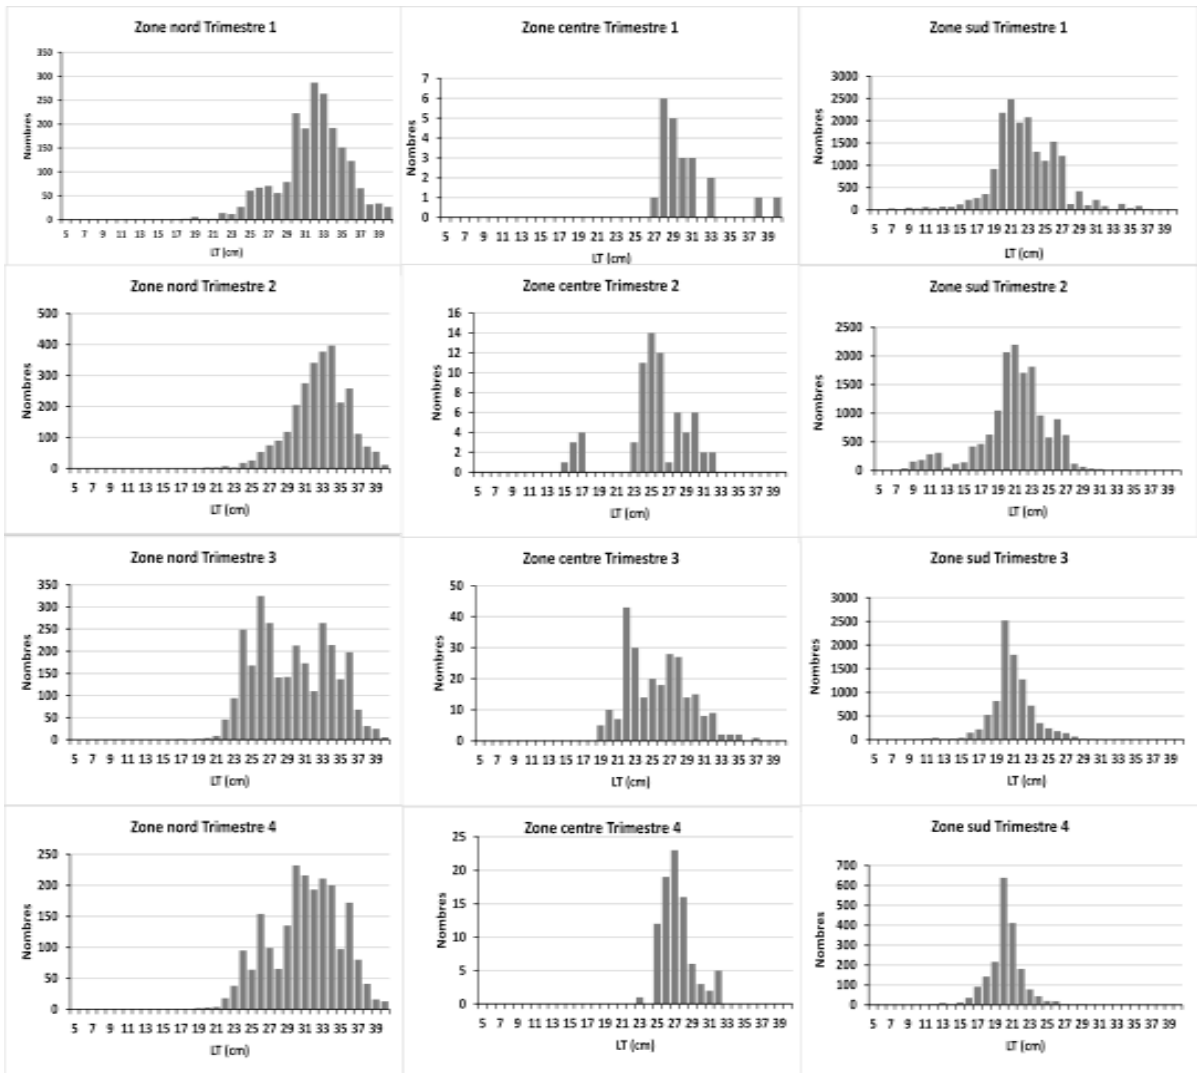 Zone nord Trimestre 1
350
300
250
200
150
100
50
0
Nombres
5 7 9 11 13 15 17 19 21 23 25 27 29 31 33 35 37 39
LT (cm)
Zone centre Trimestre 1
7
6
5
4
3
2
1
0
Nombres
5 7 9 11 13 15 17 19 21 23 25 27 29 31 33 35 37 39
LT (cm)
Zone sud Trimestre 1
3000
2500
2000
1500
1000
500
0
Nombres
5 7 9 11 13 15 17 19 21 23 25 27 29 31 33 35 37 39
LT (cm)
Zone nord Trimestre 2
500
400
300
200
100
0
Nombres
5 7 9 11 13 15 17 19 21 23 25 27 29 31 33 35 37 39
LT (cm)
Zone centre Trimestre 2
16
14
12
10
8
6
4
2
0
Nombres
5 7 9 11 13 15 17 19 21 23 25 27 29 31 33 35 37 39
LT (cm)
Zone sud Trimestre 2
2500
2000
1500
1000
500
0
Nombres
5 7 9 11 13 15 17 19 21 23 25 27 29 31 33 35 37 39
LT (cm)
Zone nord Trimestre 3
350
300
250
200
150
100
50
0
Nombres
5 7 9 11 13 15 17 19 21 23 25 27 29 31 33 35 37 39
LT (cm)
Zone centre Trimestre 3
50
40
30
20
10
0
Nombres
5 7 9 11 13 15 17 19 21 23 25 27 29 31 33 35 37 39
LT (cm)
Zone sud Trimestre 3
3000
2500
2000
1500
1000
500
0
Nombres
5 7 9 11 13 15 17 19 21 23 25 27 29 31 33 35 37 39
LT (cm)
Zone nord Trimestre 4
250
200
150
100
50
0
Nombres
5 7 9 11 13 15 17 19 21 23 25 27 29 31 33 35 37 39
LT (cm)
Zone centre Trimestre 4
25
20
15
10
5
0
Nombres
5 7 9 11 13 15 17 19 21 23 25 27 29 31 33 35 37 39
LT (cm)
Zone sud Trimestre 4
700
600
500
400
300
200
100
0
Nombres
5 7 9 11 13 15 17 19 21 23 25 27 29 31 33 35 37 39
LT (cm)